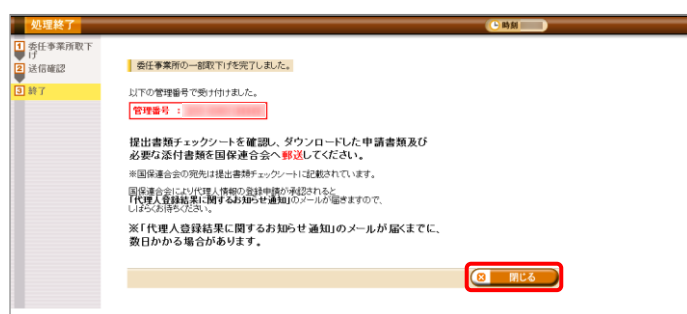 処理終了
時刻
1 委任事業所取下げ
2 送信確認
3 終了
委任事業所の一部取下げを完了しました。
以下の管理番号で受け付けました。
管理番号 :
提出書類チェックシートを確認し、ダウンロードした申請書類及び
必要な添付書類を国保連合会へ郵送してください。
※国保連合会の宛先は提出書類チェックシートに記載されています。
国保連合会により代理人情報の登録申請が承認されると
「代理人登録結果に関するお知らせ通知」のメールが届きますので、
しばらくお待ちください。
※「代理人登録結果に関するお知らせ通知」のメールが届くまでに、
数日かかる場合があります。
閉じる